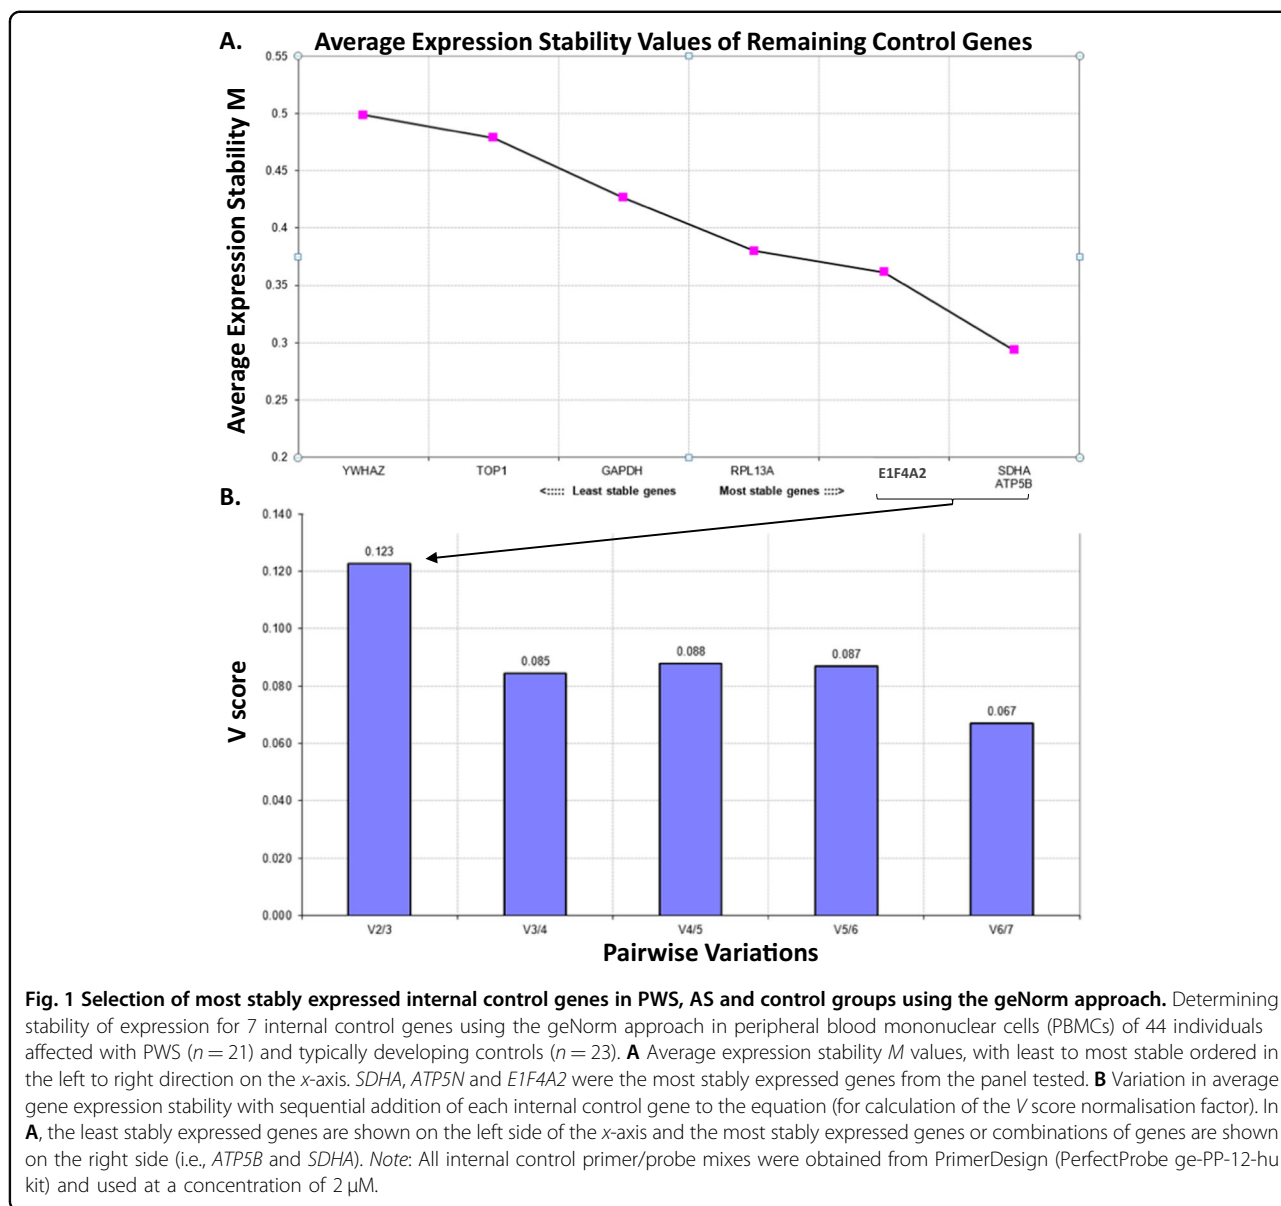 A. Average Expression Stability Values of Remaining Control Genes
Average Expression Stability M
0.55
0.5
0.45
0.4
0.35
0.3
0.25
0.2
YWHAZ TOP1 GAPDH RPL13A E1F4A2 SDHA
ATP5B
<::::: Least stable genes Most stable genes ::::>
B.
V score
0.140
0.120
0.100
0.080
0.060
0.040
0.020
0.000
0.123
0.085
0.088
0.087
0.067
V2/3 V3/4 V4/5 V5/6 V6/7
Pairwise Variations
Fig. 1 Selection of most stably expressed internal control genes in PWS, AS and control groups using the geNorm approach. Determining
stability of expression for 7 internal control genes using the geNorm approach in peripheral blood mononuclear cells (PBMCs) of 44 individuals
affected with PWS (n = 21) and typically developing controls (n = 23). A Average expression stability M values, with least to most stable ordered in
the left to right direction on the x-axis. SDHA, ATP5N and E1F4A2 were the most stably expressed genes from the panel tested. B Variation in average
gene expression stability with sequential addition of each internal control gene to the equation (for calculation of the V score normalisation factor). In
A, the least stably expressed genes are shown on the left side of the x-axis and the most stably expressed genes or combinations of genes are shown
on the right side (i.e., ATP5B and SDHA). Note: All internal control primer/probe mixes were obtained from PrimerDesign (PerfectProbe ge-PP-12-hu
kit) and used at a concentration of 2 μM.